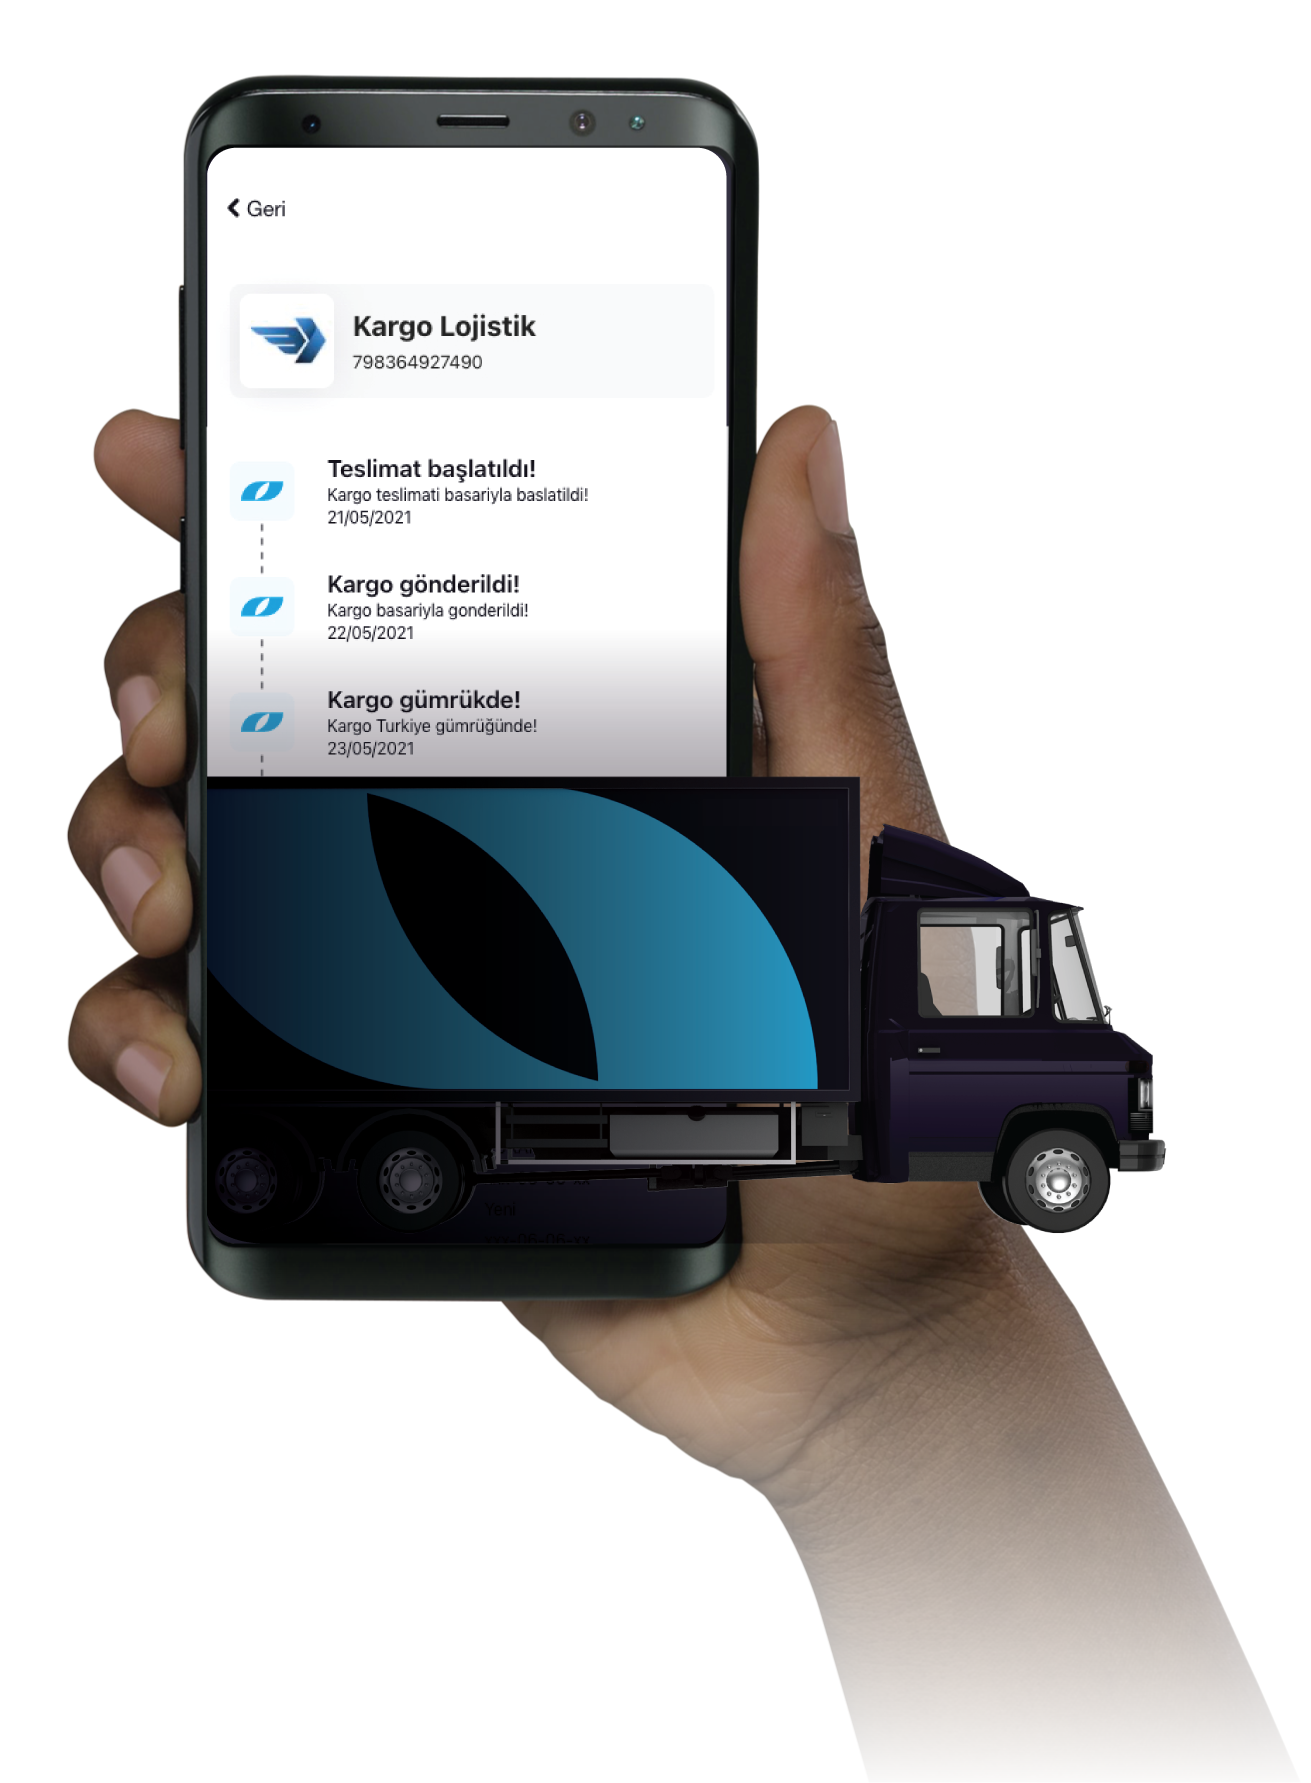 Geri
Kargo Lojistik
798364927490
Teslimat başlatıldı!
Kargo teslimati basariyla baslatildi!
21/05/2021
Kargo gönderildi!
Kargo basariyla gonderildi!
22/05/2021
Kargo gümrükde!
Kargo Turkiye gümrüğünde!
23/05/2021
Yeni